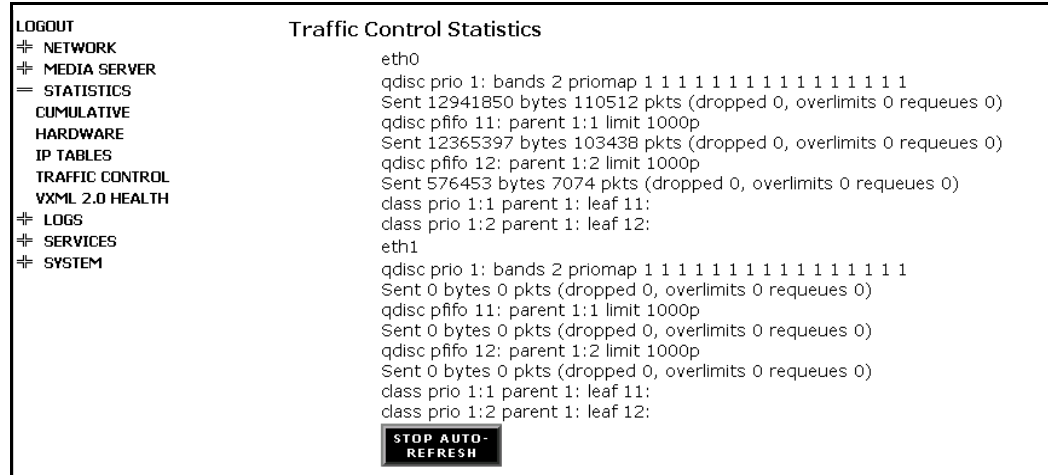 LOGOUT
NETWORK
MEDIA SERVER
STATISTICS
CUMULATIVE
HARDWARE
IP TABLES
TRAFFIC CONTROL
VXML 2.0 HEALTH
LOGS
SERVICES
SYSTEM
Traffic Control Statistics
eth0
qdisc prio 1: bands 2 priomap 1 1 1 1 1 1 1 1 1 1 1 1 1 1 1 1
Sent 12941850 bytes 110512 pkts (dropped 0, overlimits 0 requeues 0)
qdisc pfifo 11: parent 1:1 limit 1000p
Sent 12365397 bytes 103438 pkts (dropped 0, overlimits 0 requeues 0)
qdisc pfifo 12: parent 1:2 limit 1000p
Sent 576453 bytes 7074 pkts (dropped 0, overlimits 0 requeues 0)
class prio 1:1 parent 1: leaf 11:
class prio 1:2 parent 1: leaf 12:
eth1
qdisc prio 1: bands 2 priomap 1 1 1 1 1 1 1 1 1 1 1 1 1 1 1 1
Sent 0 bytes 0 pkts (dropped 0, overlimits 0 requeues 0)
qdisc pfifo 11: parent 1:1 limit 1000p
Sent 0 bytes 0 pkts (dropped 0, overlimits 0 requeues 0)
qdisc pfifo 12: parent 1:2 limit 1000p
Sent 0 bytes 0 pkts (dropped 0, overlimits 0 requeues 0)
class prio 1:1 parent 1: leaf 11:
class prio 1:2 parent 1: leaf 12:
STOP AUTO-
REFRESH